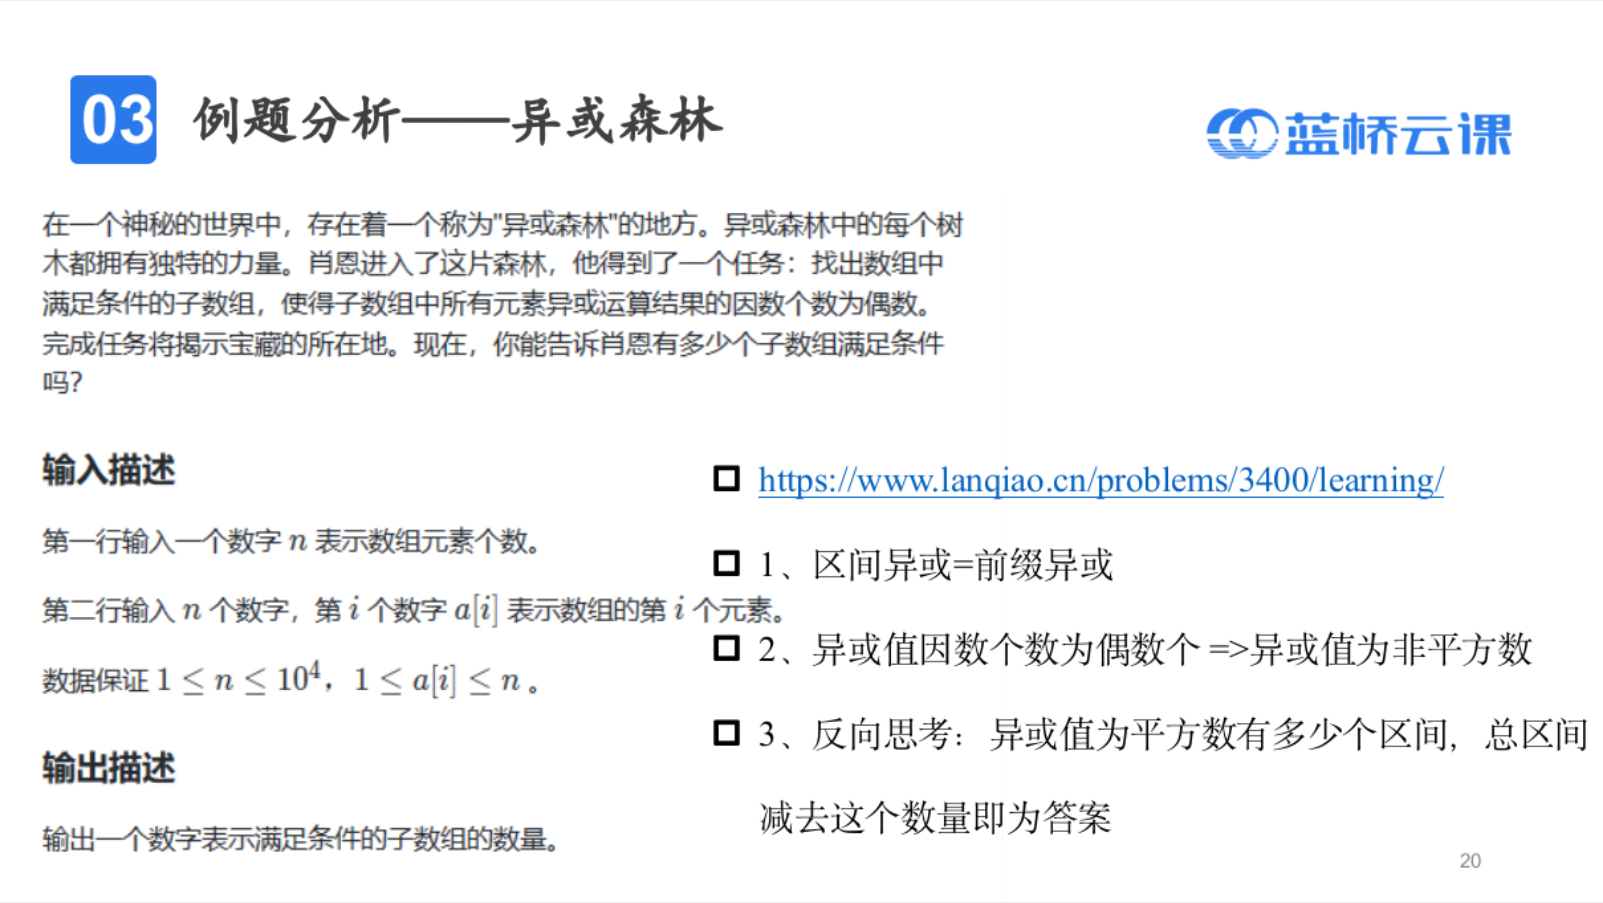 03 例题分析——异或森林
蓝桥云课
在一个神秘的世界中，存在着一个称为"异或森林"的地方。异或森林中的每个树
木都拥有独特的力量。肖恩进入了这片森林，他得到了一个任务：找出数组中
满足条件的子数组，使得子数组中所有元素异或运算结果的因数个数为偶数。
完成任务将揭示宝藏的所在地。现在，你能告诉肖恩有多少个子数组满足条件
吗？
输入描述
第一行输入一个数字 n 表示数组元素个数。
第二行输入 n 个数字，第 i 个数字 a[i] 表示数组的第 i 个元素。
数据保证 1 ≤ n ≤ 10⁴，1 ≤ a[i] ≤ n 。
输出描述
输出一个数字表示满足条件的子数组的数量。
https://www.lanqiao.cn/problems/3400/learning/
1、区间异或=前缀异或
2、异或值因数个数为偶数个 =>异或值为非平方数
3、反向思考：异或值为平方数有多少个区间，总区间
减去这个数量即为答案
20